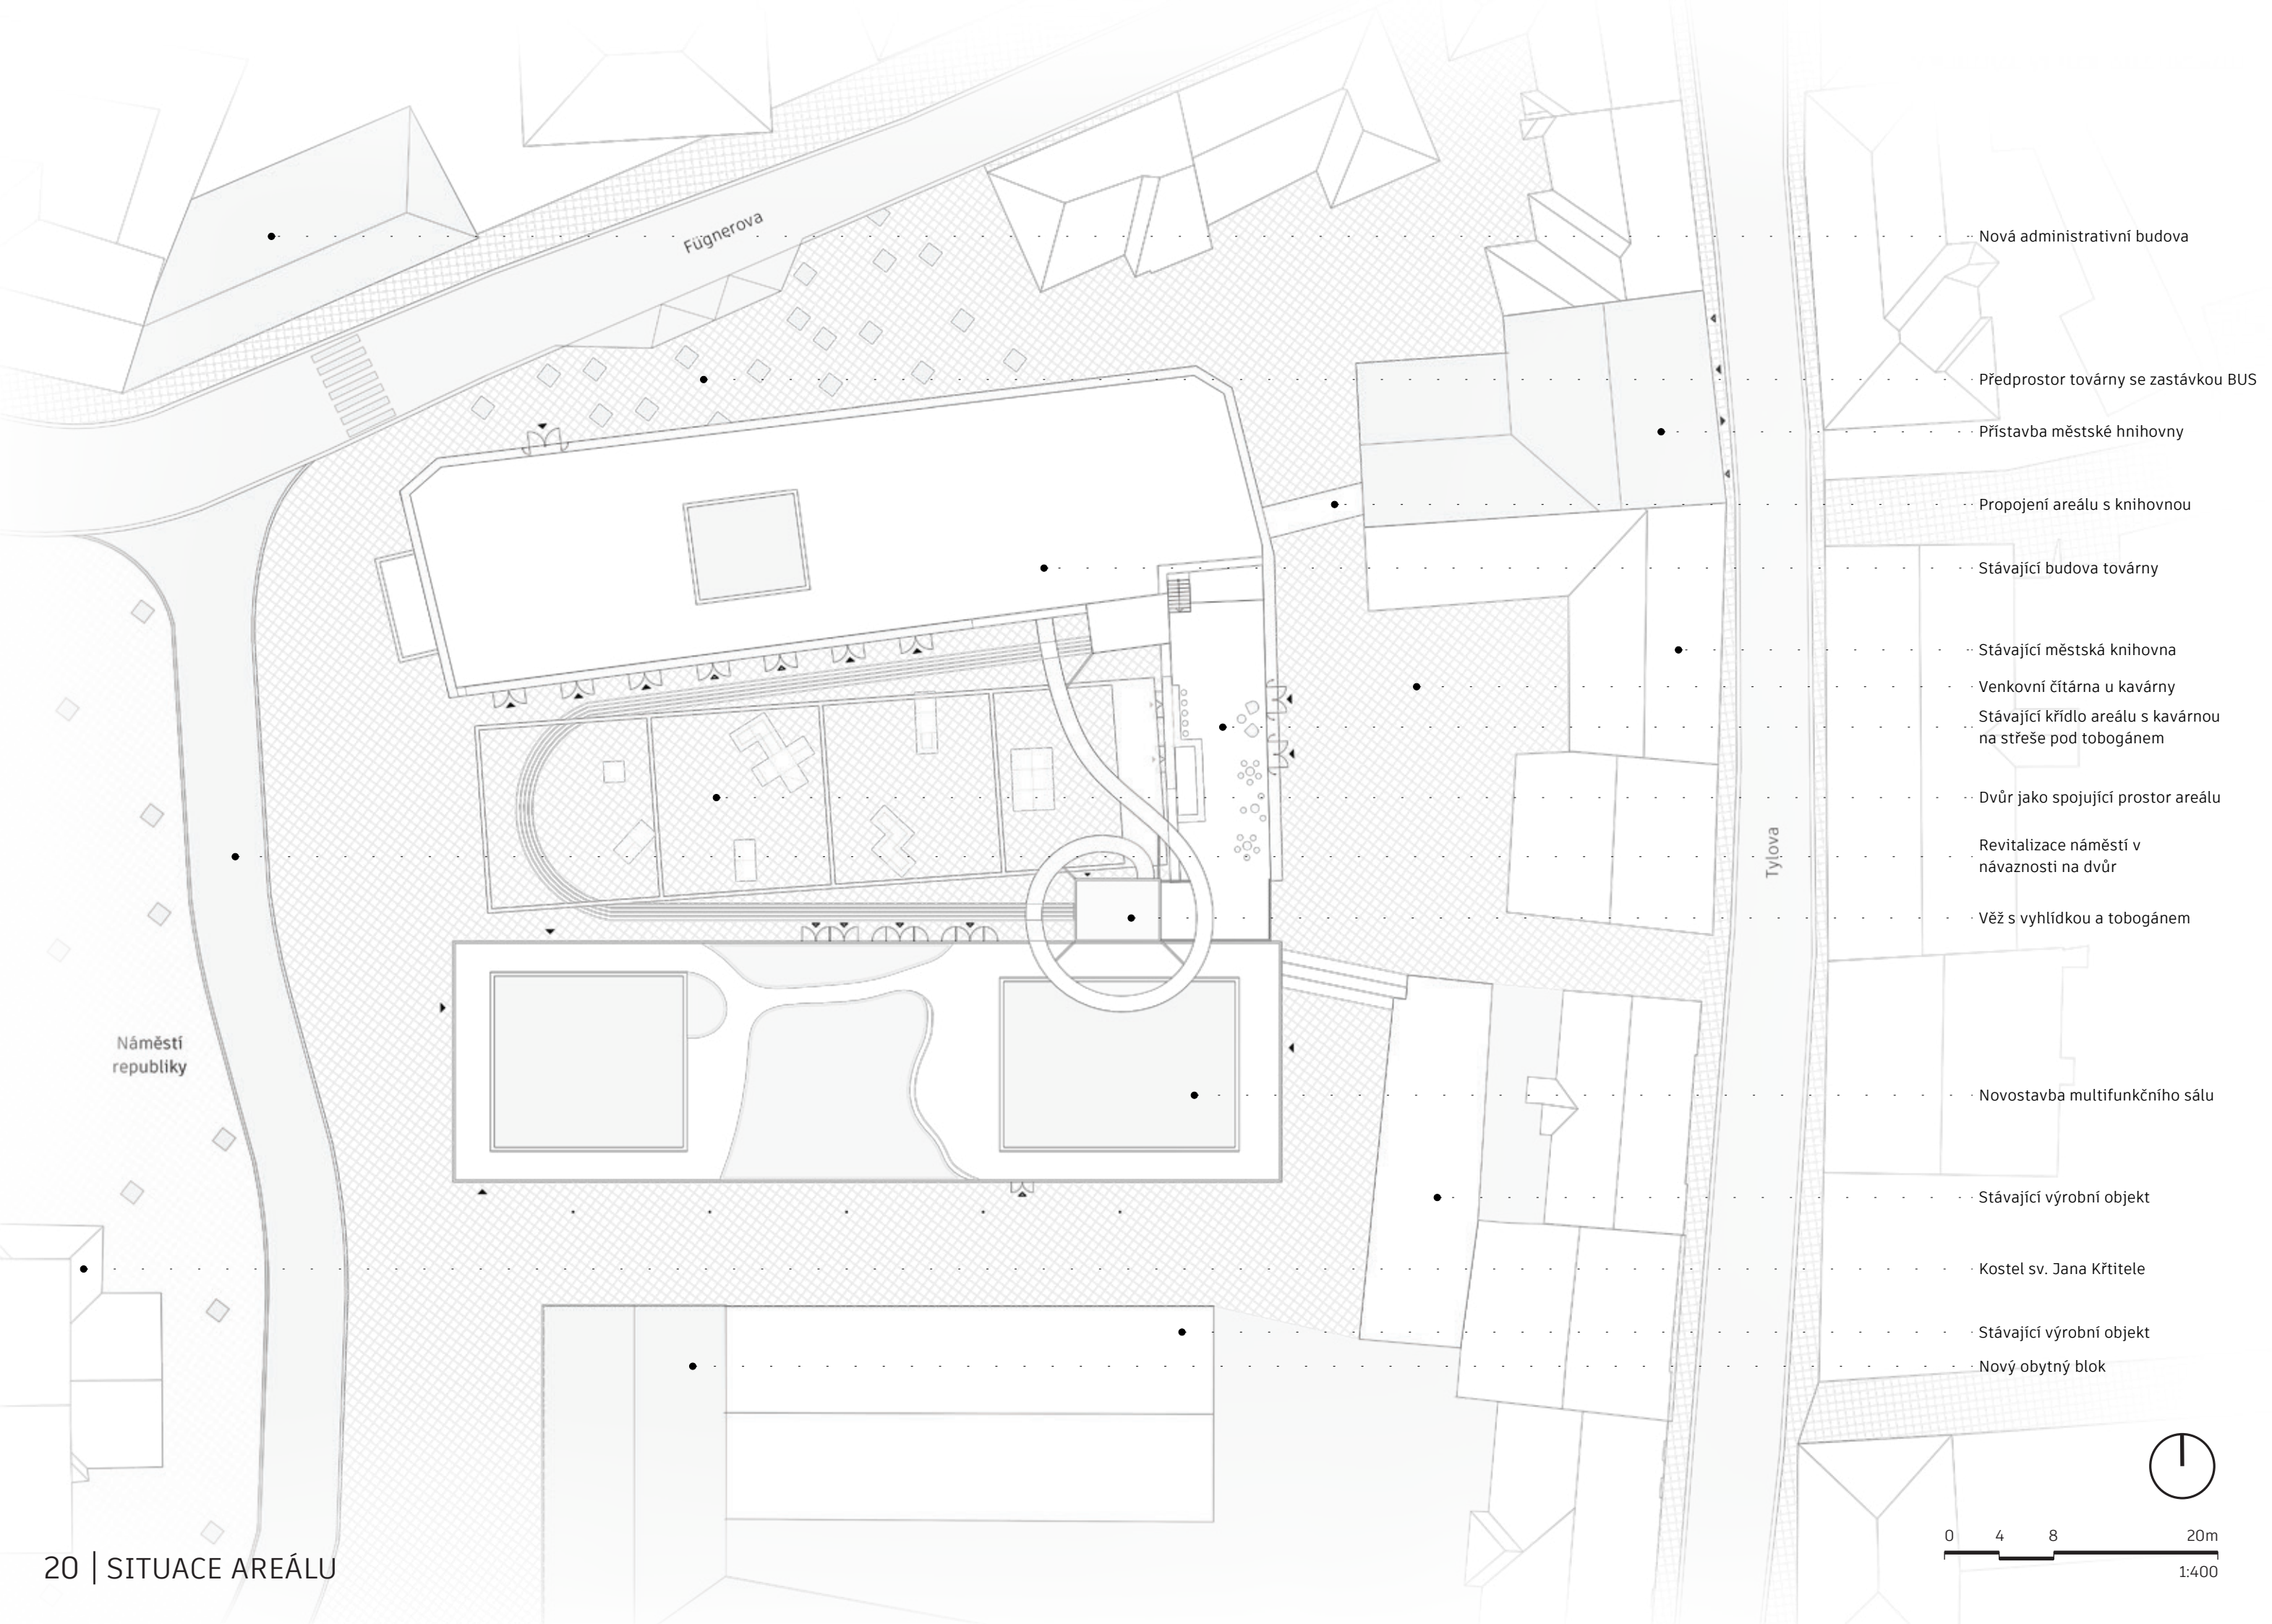 Fügnerova
Nová administrativní budova
Předprostor továrny se zastávkou BUS
Přístavba městské hnihovny
Propojení areálu s knihovnou
Stávající budova továrny
Stávající městská knihovna
Venkovní čítárna u kavárny
Stávající křídlo areálu s kavárnou
na střeše pod tobogánem
Dvůr jako spojující prostor areálu
Revitalizace náměstí v
návaznosti na dvůr
Tylova
Věž s vyhlídkou a tobogánem
Náměstí
republiky
Novostavba multifunkčního sálu
Stávající výrobní objekt
Kostel sv. Jana Křtitele
Stávající výrobní objekt
Nový obytný blok
0 4 8 20m
1:400
20 | SITUACE AREÁLU